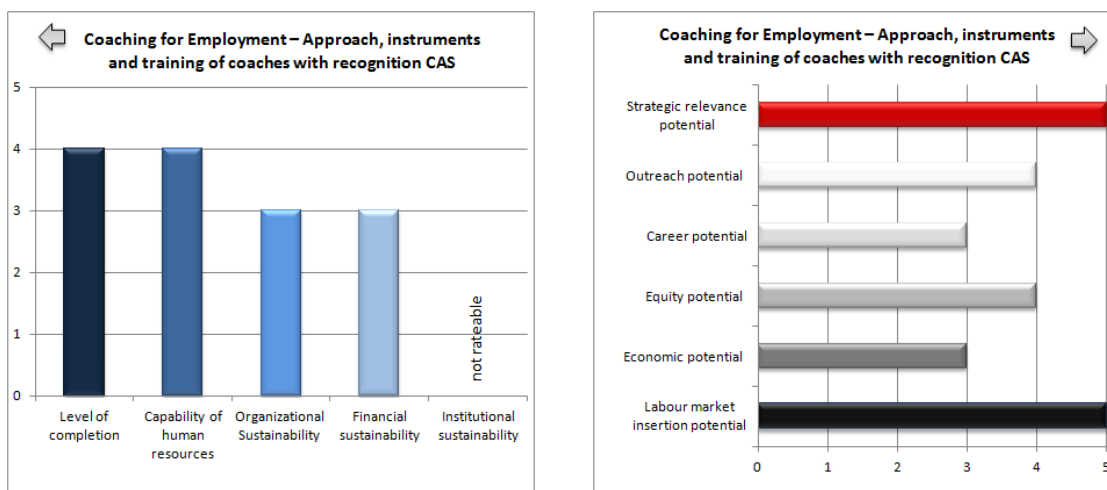 Coaching for Employment – Approach, instruments
and training of coaches with recognition CAS
5
4
3
2
1
0
not rateable
Level of
completion
Capability of
human
resources
Organizational
Sustainability
Financial
sustainability
Institutional
sustainability
Coaching for Employment – Approach, instruments
and training of coaches with recognition CAS
Strategic relevance
potential
Outreach potential
Career potential
Equity potential
Economic potential
Labour market
insertion potential
0 1 2 3 4 5